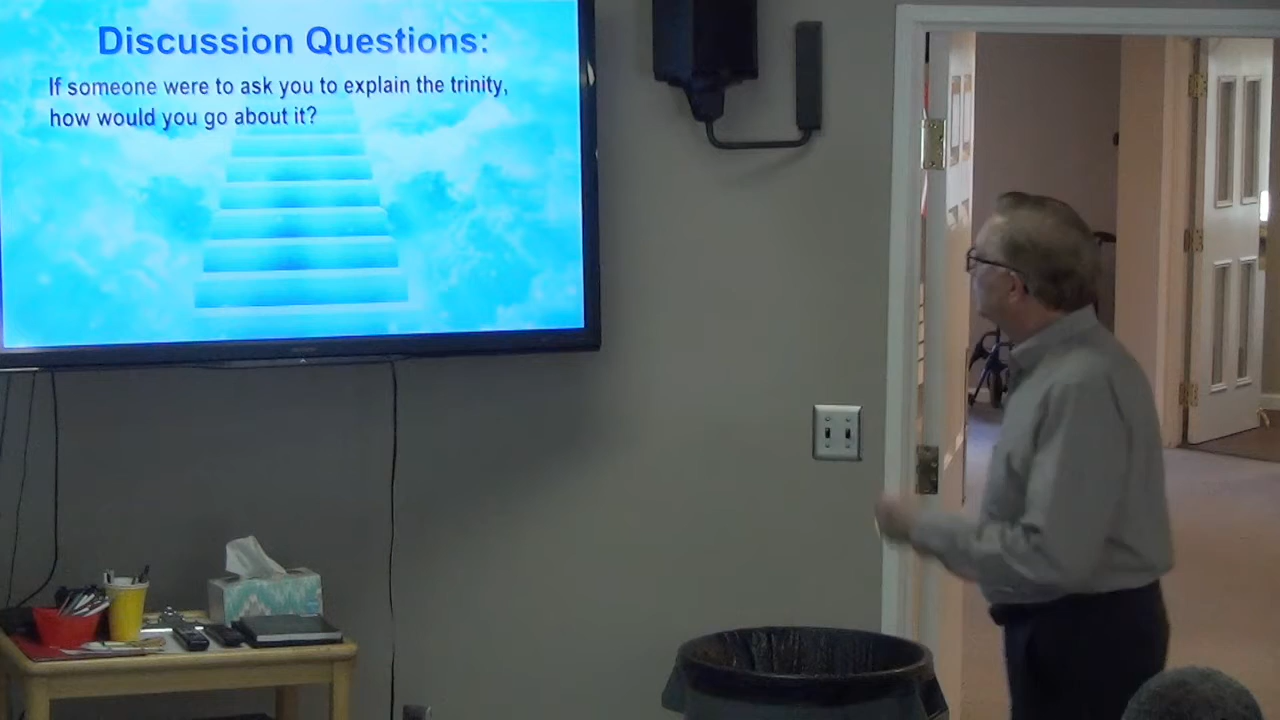 Discussion Questions:
If someone were to ask you to explain the trinity,
how would you go about it?